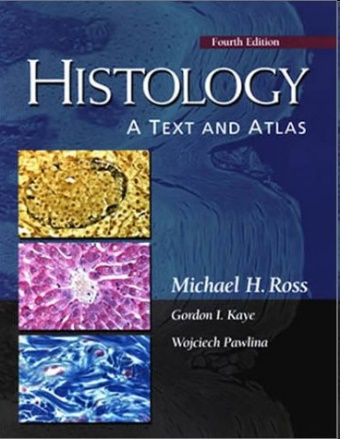 Fourth Edition
HISTOLOGY
A TEXT AND ATLAS
Michael H. Ross
Gordon I. Kaye
Wojciech Pawlina